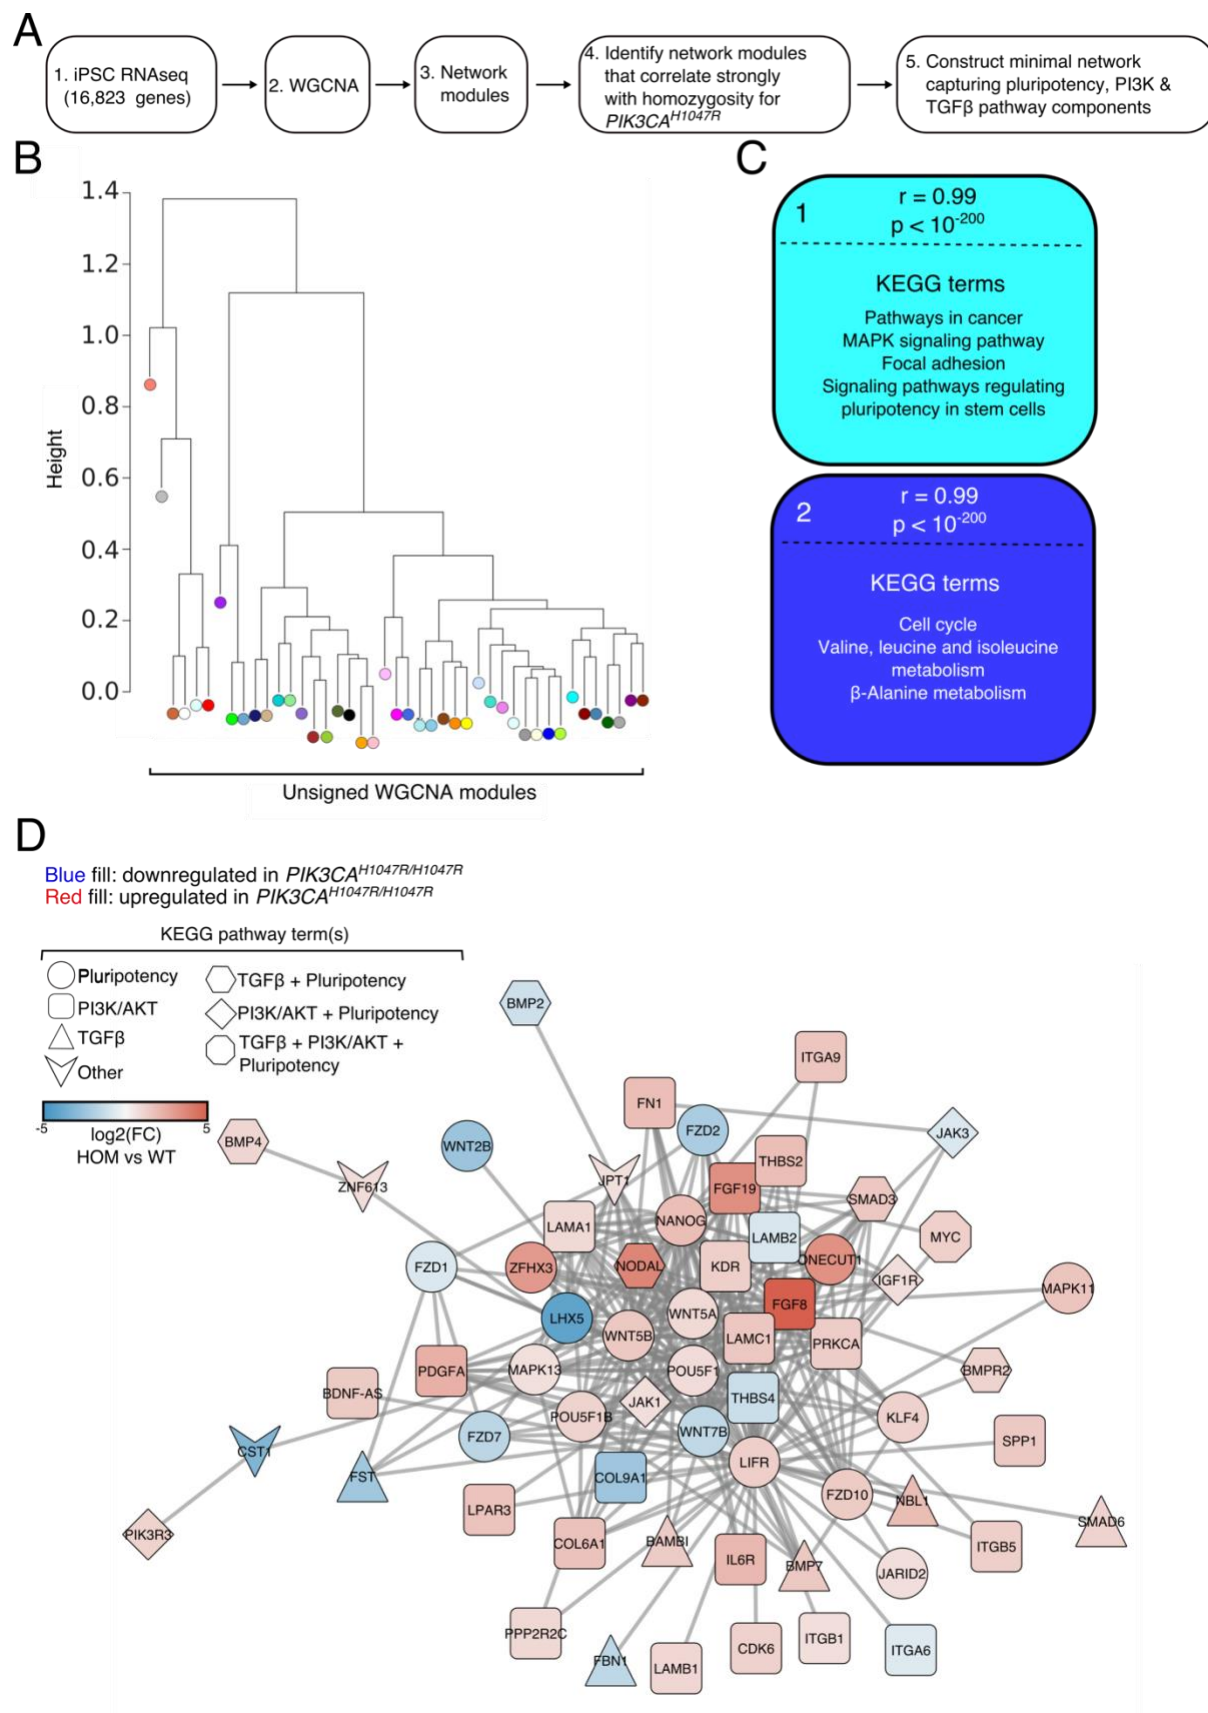 A
1. iPSC RNAseq
(16,823 genes)
2. WGCNA
3. Network
modules
4. Identify network modules
that correlate strongly
with homozygosity for
PIK3CA^H1047R
5. Construct minimal network
capturing pluripotency, PI3K &
TGFβ pathway components
B
Height
1.4
1.2
1.0
0.8
0.6
0.4
0.2
0.0
Unsigned WGCNA modules
C
1
r = 0.99
p < 10^-200
KEGG terms
Pathways in cancer
MAPK signaling pathway
Focal adhesion
Signaling pathways regulating
pluripotency in stem cells
2
r = 0.99
p < 10^-200
KEGG terms
Cell cycle
Valine, leucine and isoleucine
metabolism
β-Alanine metabolism
D
Blue fill: downregulated in PIK3CA^H1047R/H1047R
Red fill: upregulated in PIK3CA^H1047R/H1047R
KEGG pathway term(s)
Pluripotency
PI3K/AKT
TGFβ
Other
TGFβ + Pluripotency
PI3K/AKT + Pluripotency
TGFβ + PI3K/AKT +
Pluripotency
-5
5
log2(FC)
HOM vs WT
BMP2
ITGA9
FN1
FZD2
JAK3
BMP4
WNT2B
THBS2
ZNF613
JPT1
FGF19
SMAD3
LAMA1
NANOG
LAMB2
MYC
FZD1
ZFHX3
NODAL
KDR
ONECUT1
IGF1R
MAPK11
LHX5
WNT5A
FGF8
WNT5B
LAMC1
PRKCA
PDGFA
MAPK13
POU5F1
BMPR2
BDNF-AS
JAK1
THBS4
POU5F1B
KLF4
CST1
FZD7
WNT7B
SPP1
FST
COL9A1
LIFR
LPAR3
FZD10
NBL1
PIK3R3
COL6A1
BAMBI
IL6R
BMP7
JARID2
ITGB5
SMAD6
PPP2R2C
FBN1
LAMB1
CDK6
ITGB1
ITGA6